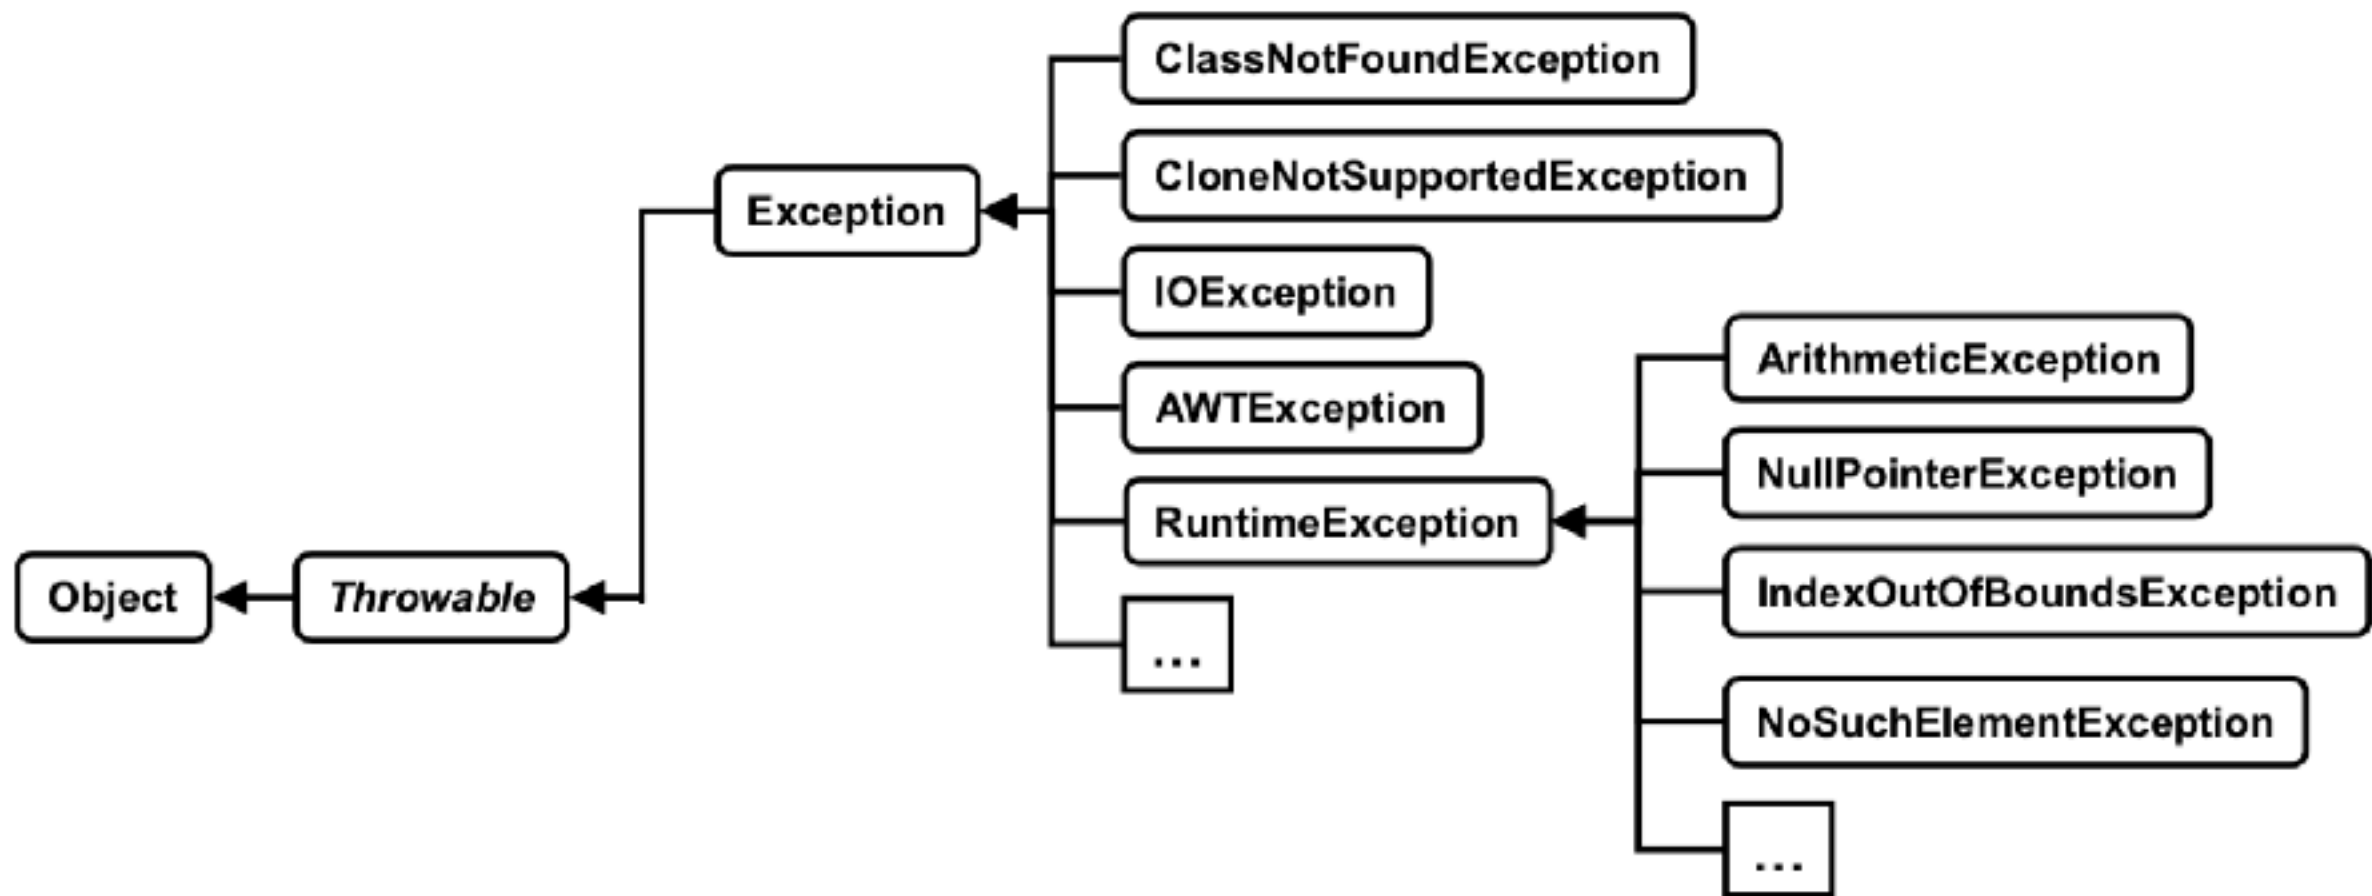 ClassNotFoundException
CloneNotSupportedException
Exception
IOException
ArithmeticException
AWTException
NullPointerException
RuntimeException
Object
Throwable
IndexOutOfBoundsException
...
NoSuchElementException
...